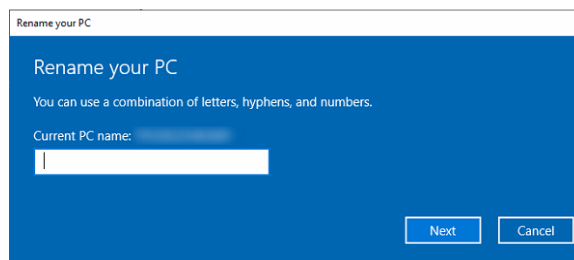 Rename your PC
Rename your PC
You can use a combination of letters, hyphens, and numbers.
Current PC name:
Next
Cancel